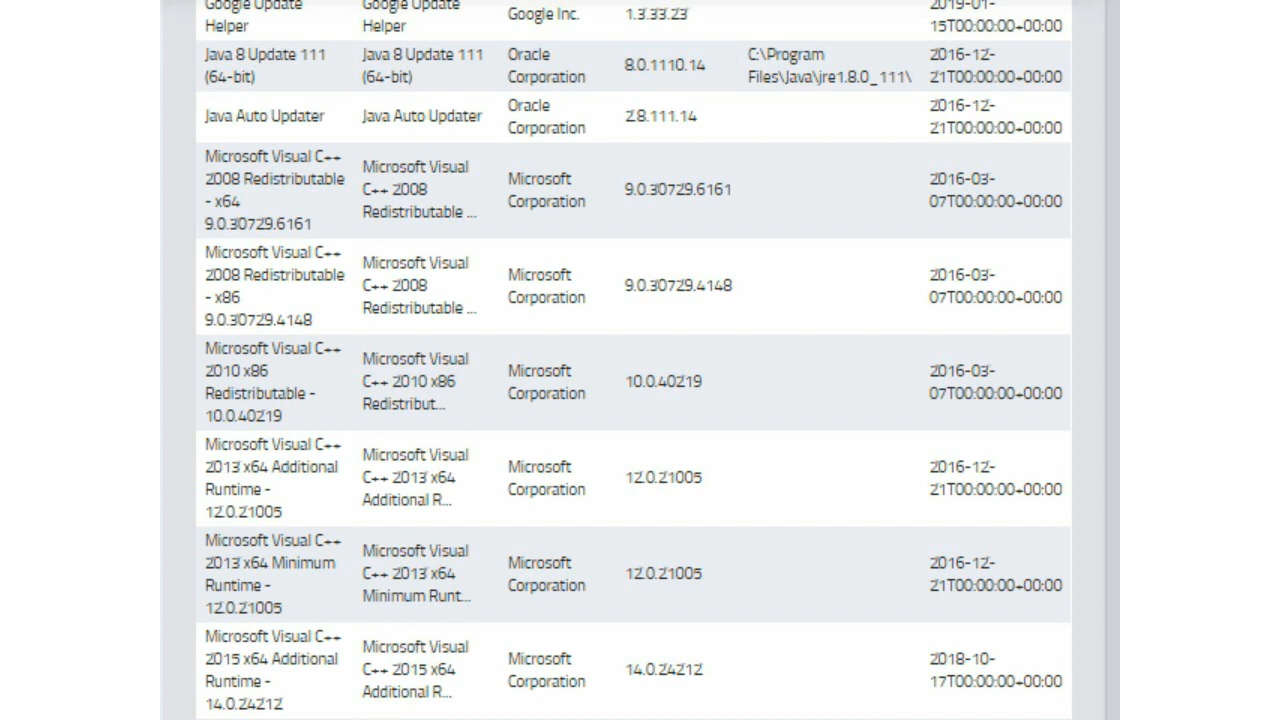 Google Update Helper Google Update Helper Google Inc. 1.3.33.23 2019-01-15T00:00:00+00:00
Java 8 Update 111 (64-bit) Java 8 Update 111 (64-bit) Oracle Corporation 8.0.1110.14 C:\Program Files\Java\jre1.8.0_111\ 2016-12-21T00:00:00+00:00
Java Auto Updater Java Auto Updater Oracle Corporation 2.8.111.14 2016-12-21T00:00:00+00:00
Microsoft Visual C++ 2008 Redistributable - x64 9.0.30729.6161 Microsoft Visual C++ 2008 Redistributable ... Microsoft Corporation 9.0.30729.6161 2016-03-07T00:00:00+00:00
Microsoft Visual C++ 2008 Redistributable - x86 9.0.30729.4148 Microsoft Visual C++ 2008 Redistributable ... Microsoft Corporation 9.0.30729.4148 2016-03-07T00:00:00+00:00
Microsoft Visual C++ 2010 x86 Redistributable - 10.0.40219 Microsoft Visual C++ 2010 x86 Redistribut... Microsoft Corporation 10.0.40219 2016-03-07T00:00:00+00:00
Microsoft Visual C++ 2013 x64 Additional Runtime - 12.0.21005 Microsoft Visual C++ 2013 x64 Additional R... Microsoft Corporation 12.0.21005 2016-12-21T00:00:00+00:00
Microsoft Visual C++ 2013 x64 Minimum Runtime - 12.0.21005 Microsoft Visual C++ 2013 x64 Minimum Runt... Microsoft Corporation 12.0.21005 2016-12-21T00:00:00+00:00
Microsoft Visual C++ 2015 x64 Additional Runtime - 14.0.24212 Microsoft Visual C++ 2015 x64 Additional R... Microsoft Corporation 14.0.24212 2018-10-17T00:00:00+00:00